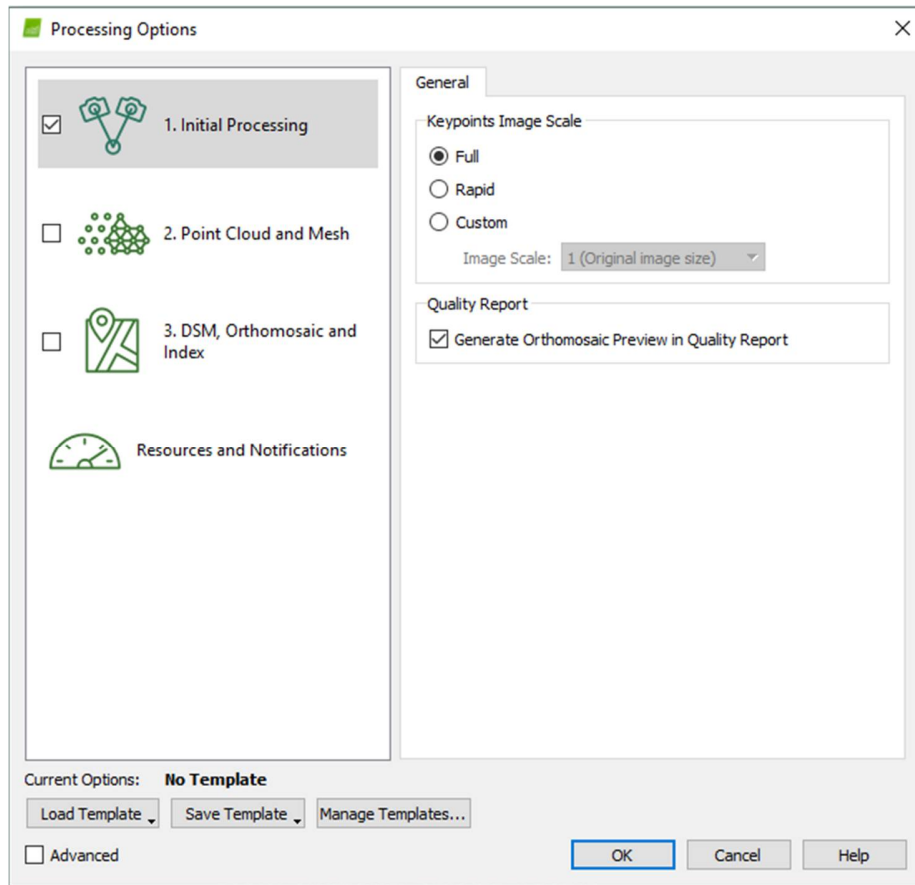 Processing Options
1. Initial Processing
2. Point Cloud and Mesh
3. DSM, Orthomosaic and
Index
Resources and Notifications
General
Keypoints Image Scale
Full
Rapid
Custom
Image Scale: 1 (Original image size)
Quality Report
Generate Orthomosaic Preview in Quality Report
Current Options: No Template
Load Template Save Template Manage Templates...
Advanced OK Cancel Help